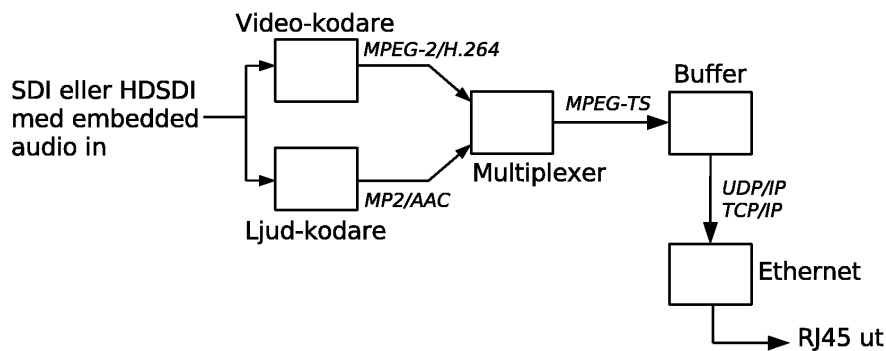 Video-kodare
MPEG-2/H.264
SDI eller HDSDI
med embedded
audio in
Buffer
MPEG-TS
Multiplexer
MP2/AAC
Ljud-kodare
UDP/IP
TCP/IP
Ethernet
RJ45 ut